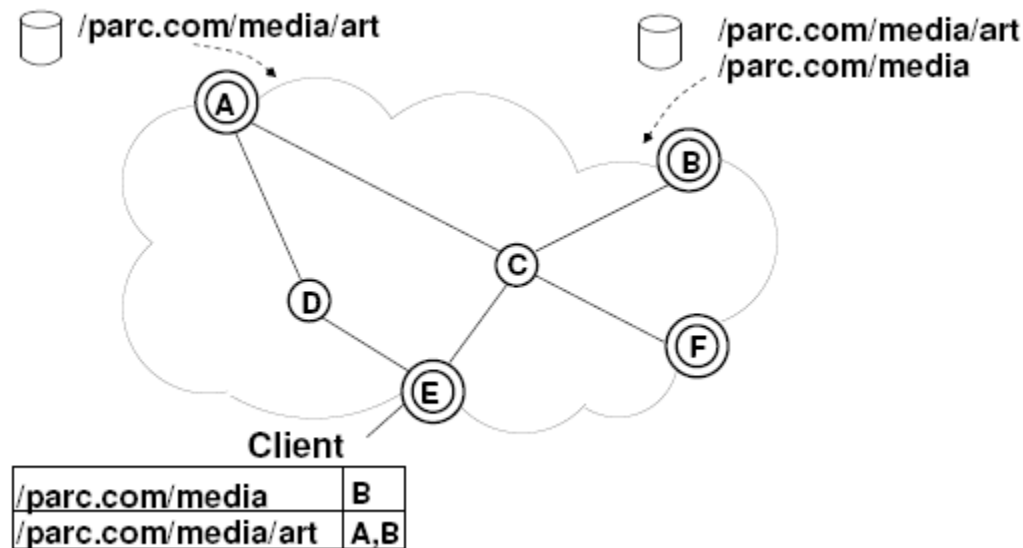 /parc.com/media/art
/parc.com/media/art
/parc.com/media
A
B
C
D
F
E
Client
/parc.com/media B
/parc.com/media/art A,B